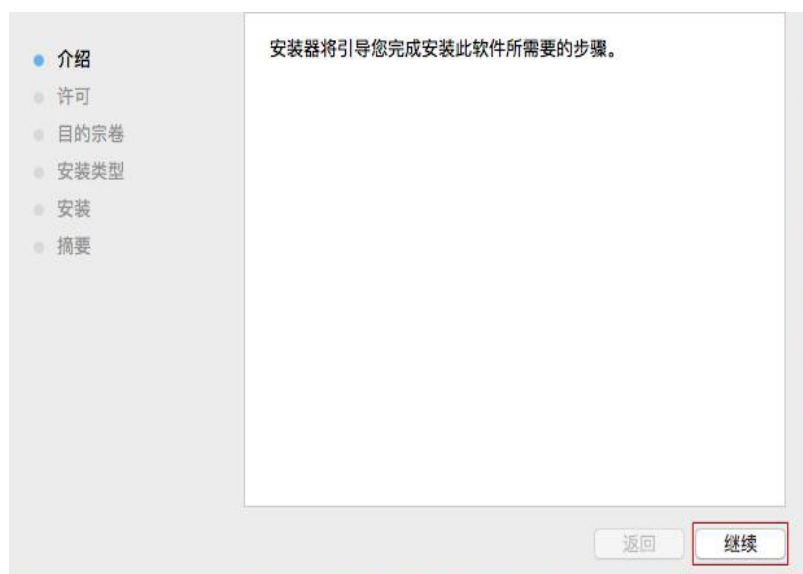 介绍
许可
目的宗卷
安装类型
安装
摘要
安装器将引导您完成安装此软件所需要的步骤。
返回
继续